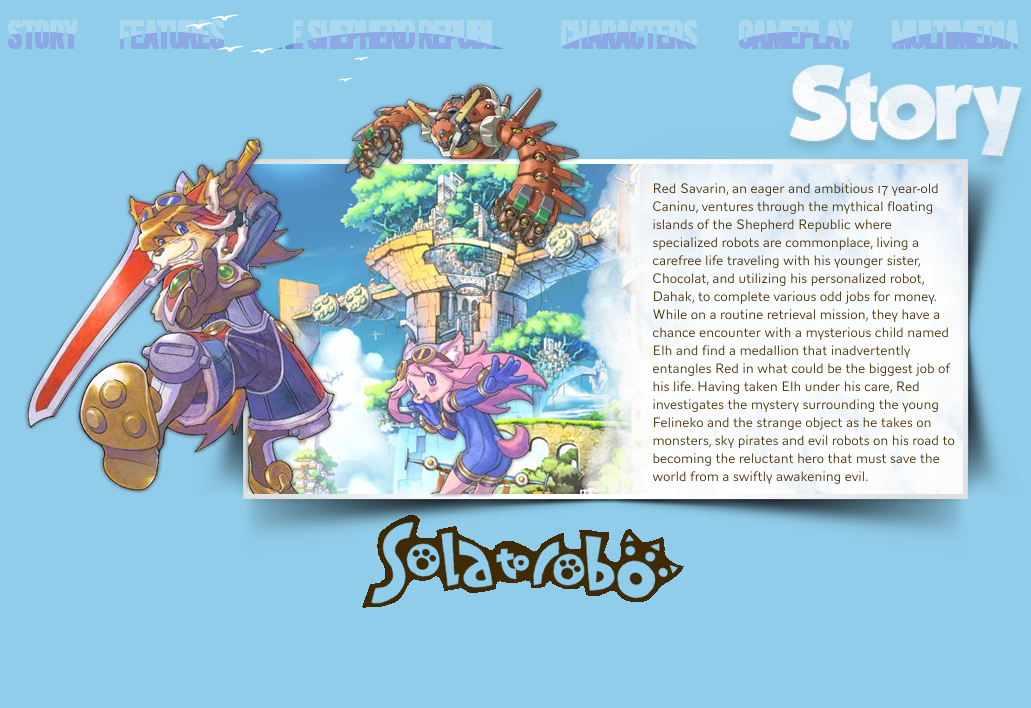 STORY
FEATURES
E SHEPHERD REPUBL
CHARACTERS
GAMEPLAY
MULTIMEDIA
Story
Red Savarin, an eager and ambitious 17 year-old
Caninu, ventures through the mythical floating
islands of the Shepherd Republic where
specialized robots are commonplace, living a
carefree life traveling with his younger sister,
Chocolat, and utilizing his personalized robot,
Dahak, to complete various odd jobs for money.
While on a routine retrieval mission, they have a
chance encounter with a mysterious child named
Elh and find a medallion that inadvertently
entangles Red in what could be the biggest job of
his life. Having taken Elh under his care, Red
investigates the mystery surrounding the young
Felineko and the strange object as he takes on
monsters, sky pirates and evil robots on his road to
becoming the reluctant hero that must save the
world from a swiftly awakening evil.
Solatorobo